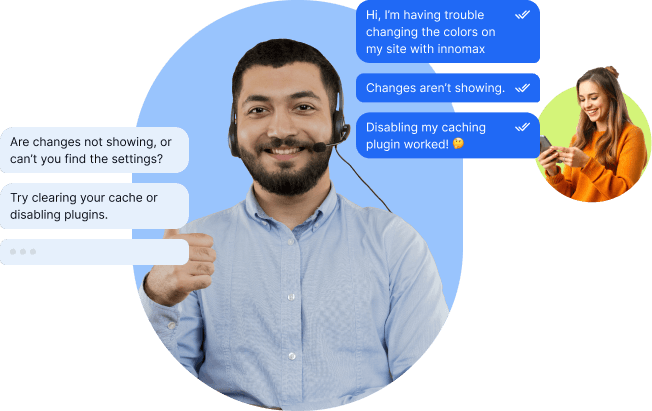 Hi, I'm having trouble
changing the colors on
my site with innomax
Are changes not showing, or
can't you find the settings?
Changes aren't showing.
Try clearing your cache or
disabling plugins.
Disabling my caching
plugin worked! 🤔